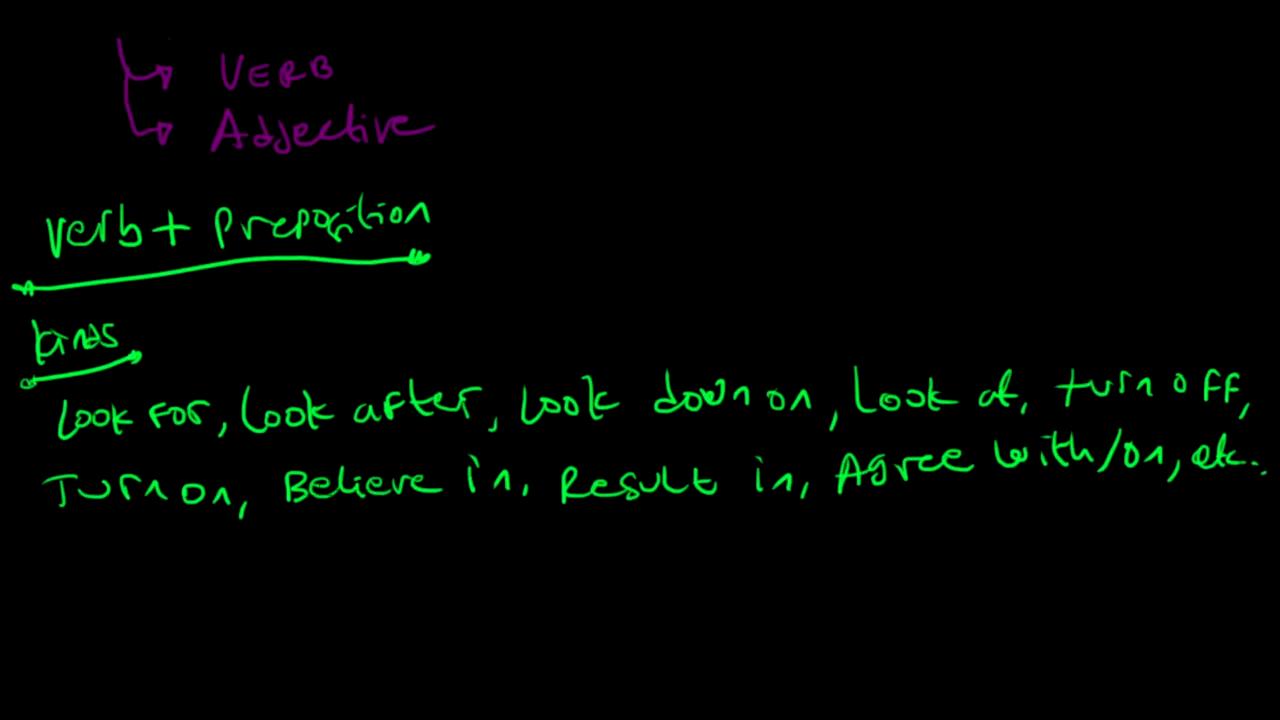 VERB
Adjective
verb + preposition
kinds
Look for, Look after, Look down on, Look at, turn off,
Turn on, Believe in, Result in, Agree with/on, etc..